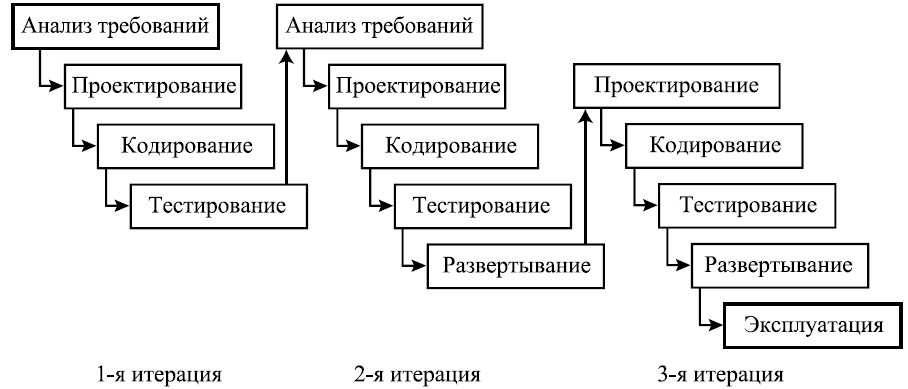 Анализ требований
Проектирование
Кодирование
Тестирование
Анализ требований
Проектирование
Кодирование
Тестирование
Развертывание
Проектирование
Кодирование
Тестирование
Развертывание
Эксплуатация
1-я итерация
2-я итерация
3-я итерация